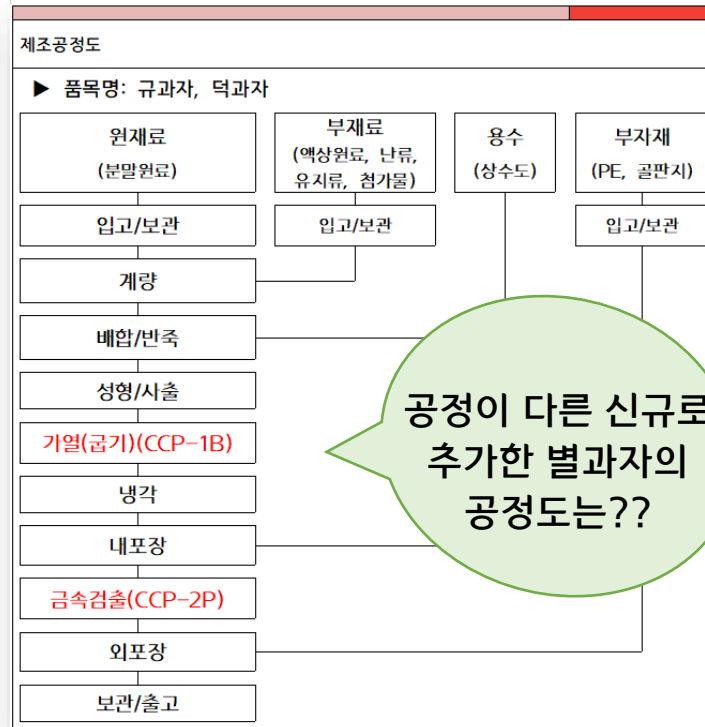 제조공정도
▶ 품목명: 규과자, 덕과자
원재료
(분말원료)
부재료
(액상원료, 난류,
유지류, 첨가물)
용수
(상수도)
부자재
(PE, 골판지)
입고/보관
입고/보관
입고/보관
계량
배합/반죽
성형/사출
가열(굽기)(CCP-1B)
냉각
내포장
금속검출(CCP-2P)
외포장
보관/출고
공정이 다른 신규로
추가한 별과자의
공정도는??